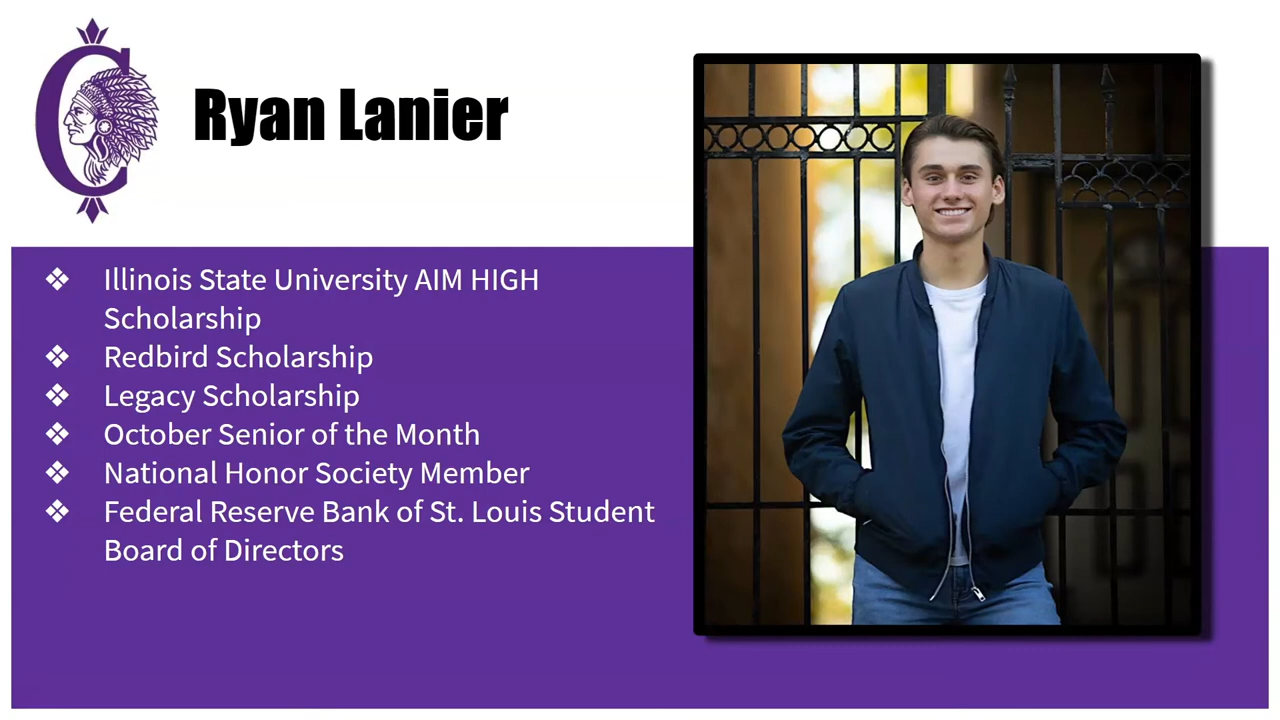 Ryan Lanier
❖ Illinois State University AIM HIGH
Scholarship
❖ Redbird Scholarship
❖ Legacy Scholarship
❖ October Senior of the Month
❖ National Honor Society Member
❖ Federal Reserve Bank of St. Louis Student
Board of Directors